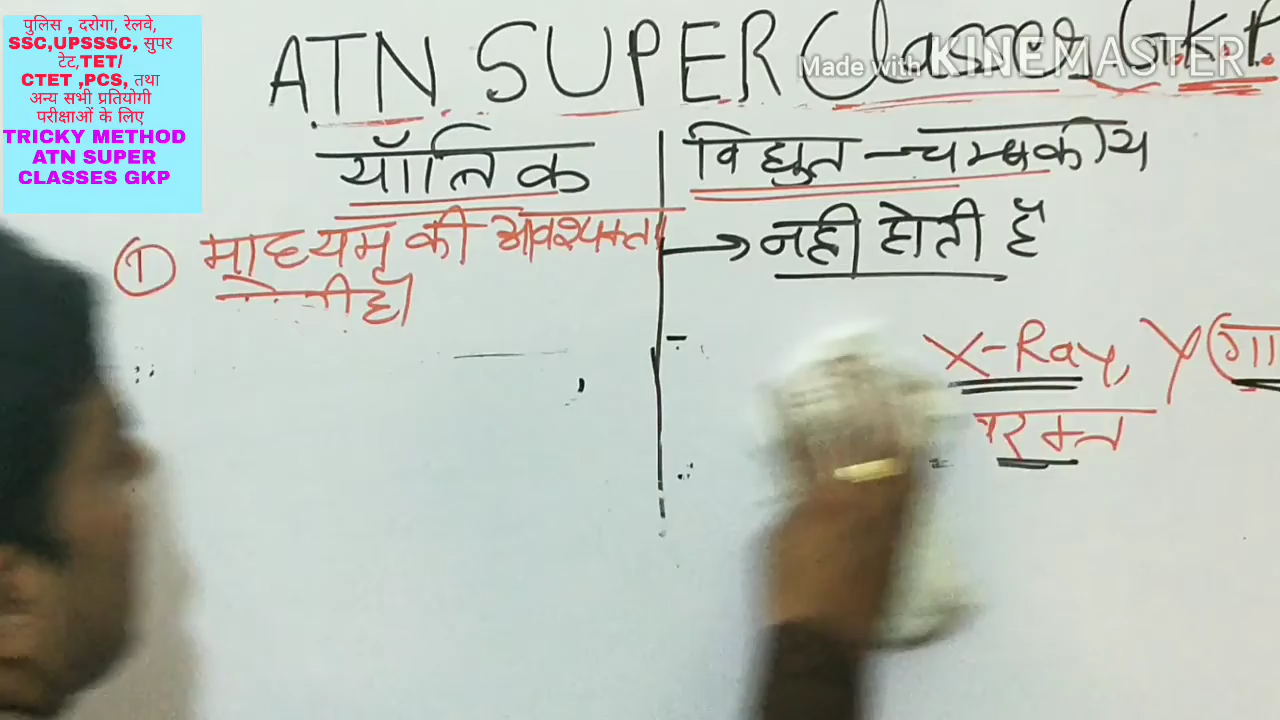 पुलिस , दरोगा, रेलवे,
SSC,UPSSSC, सुपर
टेट,TET/
CTET ,PCS, तथा
अन्य सभी प्रतियोगी
परीक्षाओं के लिए
TRICKY METHOD
ATN SUPER
CLASSES GKP
ATN SUPER Classes G.K.P.
Made with KINEMASTER
यॉत्रिक
विद्युत - चुम्बकीय
① माध्यम की आवश्यकता
→ नही होती हैं
X-Ray, γ (गा